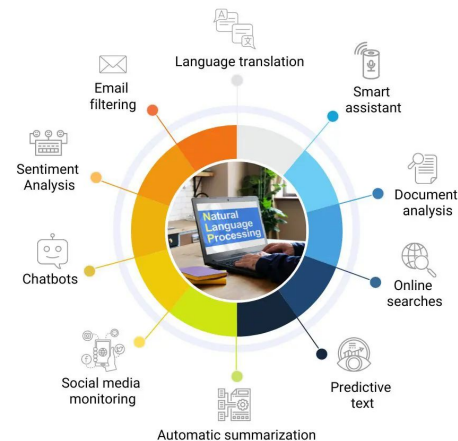 Language translation
Smart
assistant
Document
analysis
Online
searches
Predictive
text
Automatic summarization
Social media
monitoring
Chatbots
Sentiment
Analysis
Email
filtering
Natural
Language
Processing